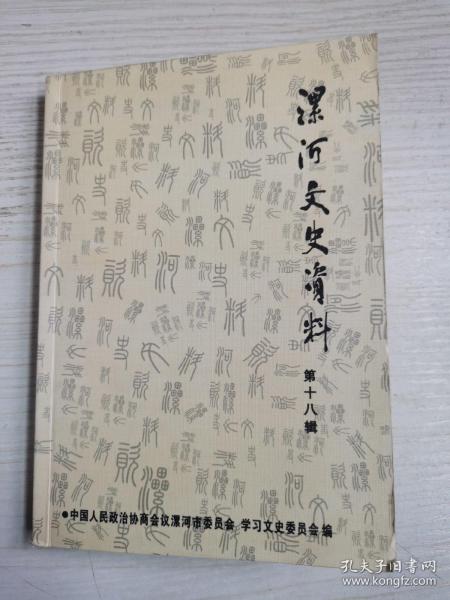 漯河文史资料
第十八辑
●中国人民政治协商会议漯河市委员会 学习文史委员会编
孔夫子旧书网
www.kongfz.com